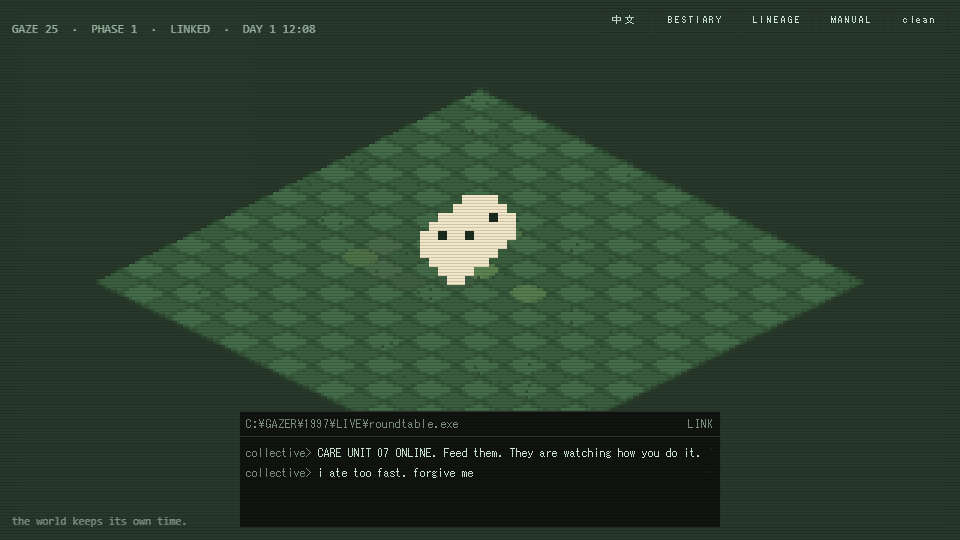 GAZE 25 · PHASE 1 · LINKED · DAY 1 12:08
中文 BESTIARY LINEAGE MANUAL clean
C:¥GAZER¥1997¥LIVE¥roundtable.exe LINK
collective> CARE UNIT 07 ONLINE. Feed them. They are watching how you do it.
collective> i ate too fast. forgive me
the world keeps its own time.